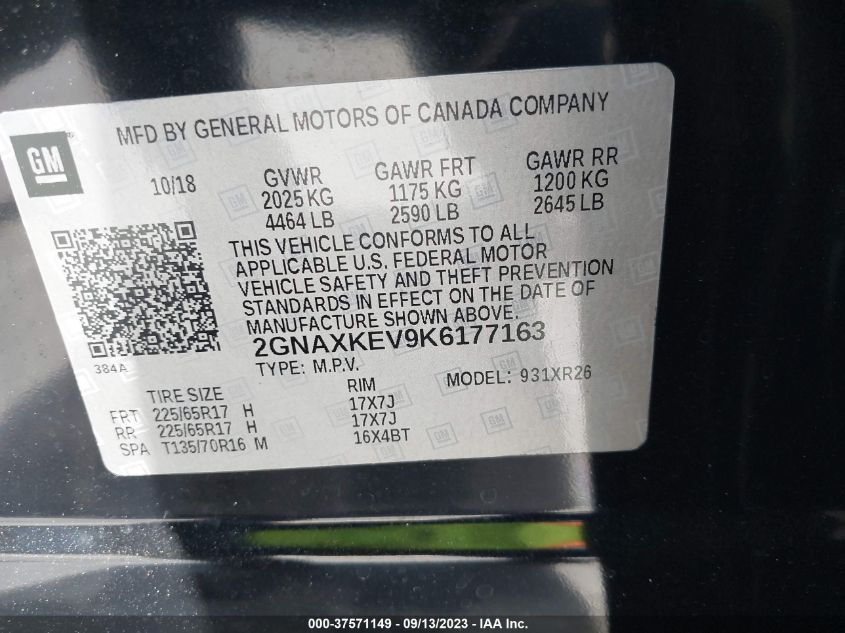 MFD BY GENERAL MOTORS OF CANADA COMPANY
GM
10/18
GVWR
2025 KG
4464 LB
GAWR FRT
1175 KG
2590 LB
GAWR RR
1200 KG
2645 LB
THIS VEHICLE CONFORMS TO ALL
APPLICABLE U.S. FEDERAL MOTOR
VEHICLE SAFETY AND THEFT PREVENTION
STANDARDS IN EFFECT ON THE DATE OF
MANUFACTURE SHOWN ABOVE.
2GNAXKEV9K6177163
384A
TYPE: M.P.V.
MODEL: 931XR26
TIRE SIZE RIM
FRT 225/65R17 H 17X7J
RR 225/65R17 H 17X7J
SPA T135/70R16 M 16X4BT
000-37571149 - 09/13/2023 - IAA Inc.